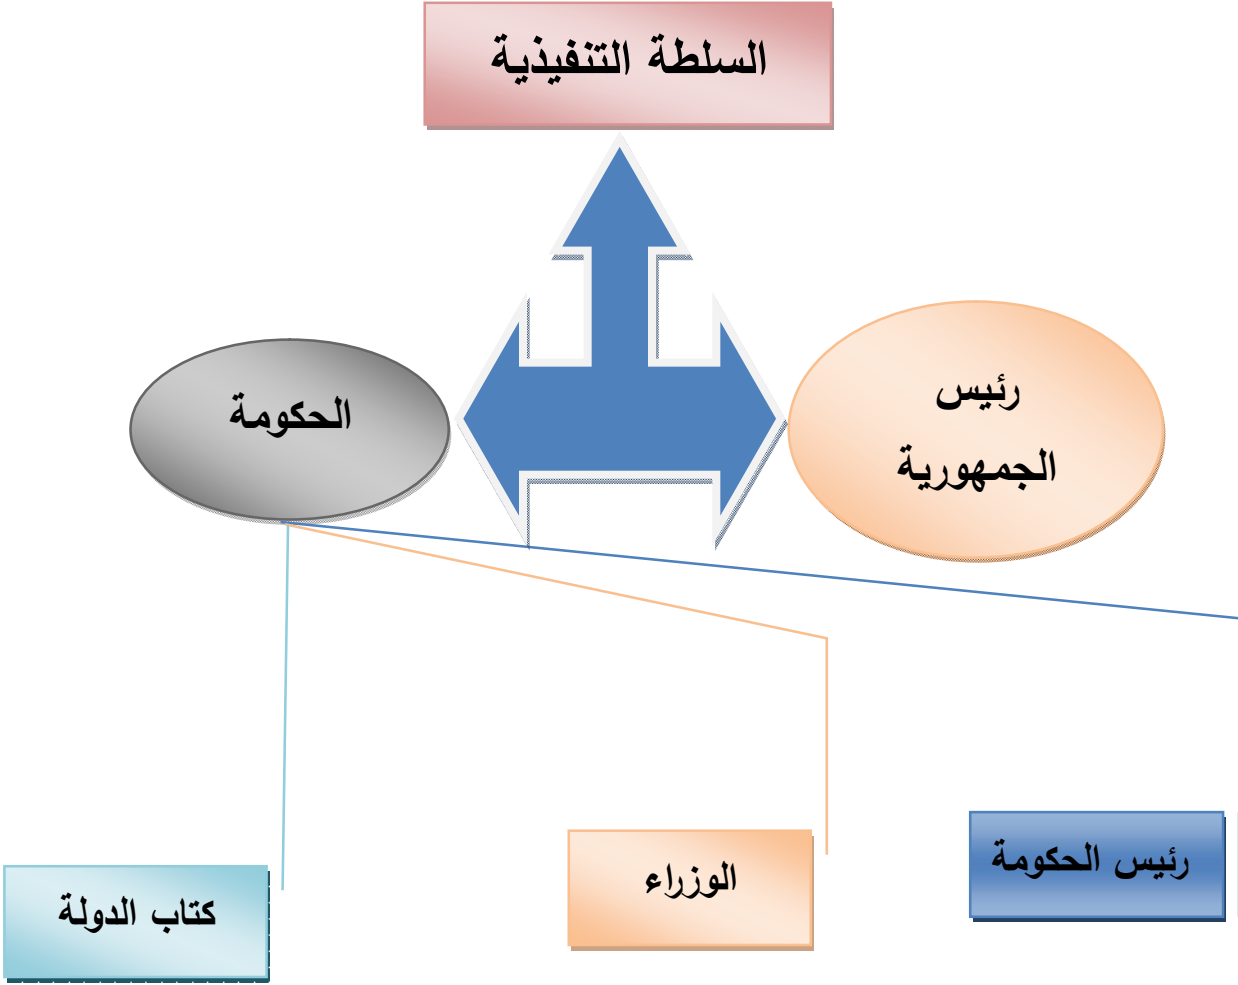 السلطة التنفيذية
رئيس
الجمهورية
الحكومة
رئيس الحكومة
الوزراء
كتاب الدولة